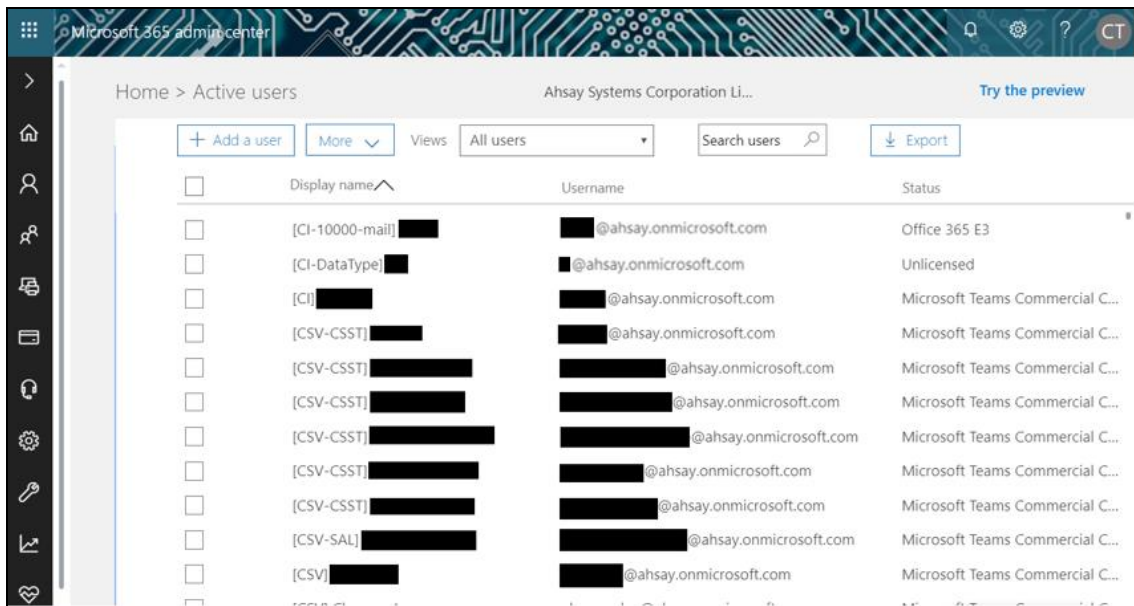 Microsoft 365 admin center ? CT
Home > Active users Ahsay Systems Corporation Li... Try the preview
+ Add a user More Views All users Search users Export
Display name Username Status
[CI-10000-mail] @ahsay.onmicrosoft.com Office 365 E3
[CI-DataType] @ahsay.onmicrosoft.com Unlicensed
[CI] @ahsay.onmicrosoft.com Microsoft Teams Commercial C...
[CSV-CSST] @ahsay.onmicrosoft.com Microsoft Teams Commercial C...
[CSV-CSST] @ahsay.onmicrosoft.com Microsoft Teams Commercial C...
[CSV-CSST] @ahsay.onmicrosoft.com Microsoft Teams Commercial C...
[CSV-CSST] @ahsay.onmicrosoft.com Microsoft Teams Commercial C...
[CSV-CSST] @ahsay.onmicrosoft.com Microsoft Teams Commercial C...
[CSV-CSST] @ahsay.onmicrosoft.com Microsoft Teams Commercial C...
[CSV-SAL] @ahsay.onmicrosoft.com Microsoft Teams Commercial C...
[CSV] @ahsay.onmicrosoft.com Microsoft Teams Commercial C...